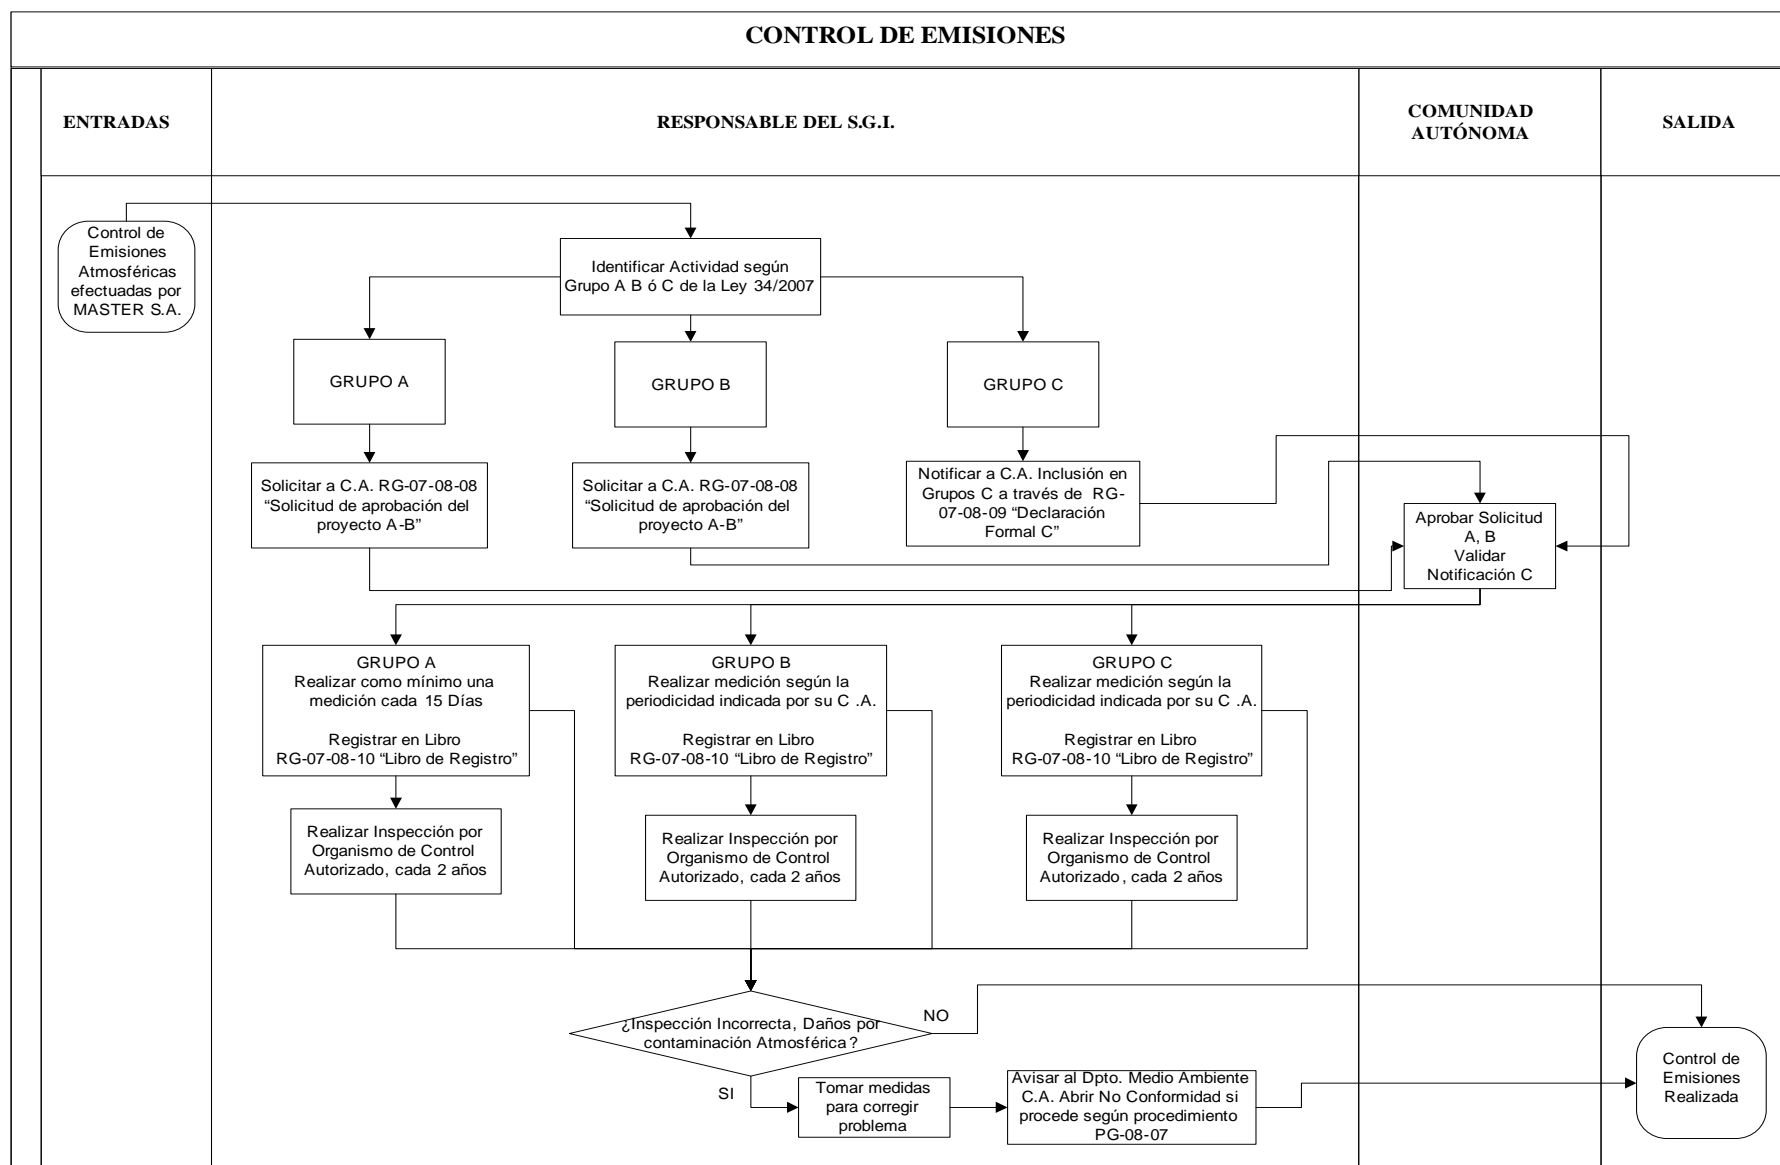 CONTROL DE EMISIONES
ENTRADAS
RESPONSABLE DEL S.G.I.
COMUNIDAD
AUTÓNOMA
SALIDA
Control de
Emisiones
Atmosféricas
efectuadas por
MASTER S.A.
Identificar Actividad según
Grupo A B ó C de la Ley 34/2007
GRUPO A
GRUPO B
GRUPO C
Solicitar a C.A. RG-07-08-08
“Solicitud de aprobación del
proyecto A-B”
Solicitar a C.A. RG-07-08-08
“Solicitud de aprobación del
proyecto A-B”
Notificar a C.A. Inclusión en
Grupos C a través de RG-
07-08-09 “Declaración
Formal C”
Aprobar Solicitud
A, B
Validar
Notificación C
GRUPO A
Realizar como mínimo una
medición cada 15 Días
Registrar en Libro
RG-07-08-10 “Libro de Registro”
GRUPO B
Realizar medición según la
periodicidad indicada por su C .A.
Registrar en Libro
RG-07-08-10 “Libro de Registro”
GRUPO C
Realizar medición según la
periodicidad indicada por su C .A.
Registrar en Libro
RG-07-08-10 “Libro de Registro”
Realizar Inspección por
Organismo de Control
Autorizado, cada 2 años
Realizar Inspección por
Organismo de Control
Autorizado, cada 2 años
Realizar Inspección por
Organismo de Control
Autorizado, cada 2 años
¿Inspección Incorrecta, Daños por
contaminación Atmosférica?
NO
SI
Tomar medidas
para corregir
problema
Avisar al Dpto. Medio Ambiente
C.A. Abrir No Conformidad si
procede según procedimiento
PG-08-07
Control de
Emisiones
Realizada